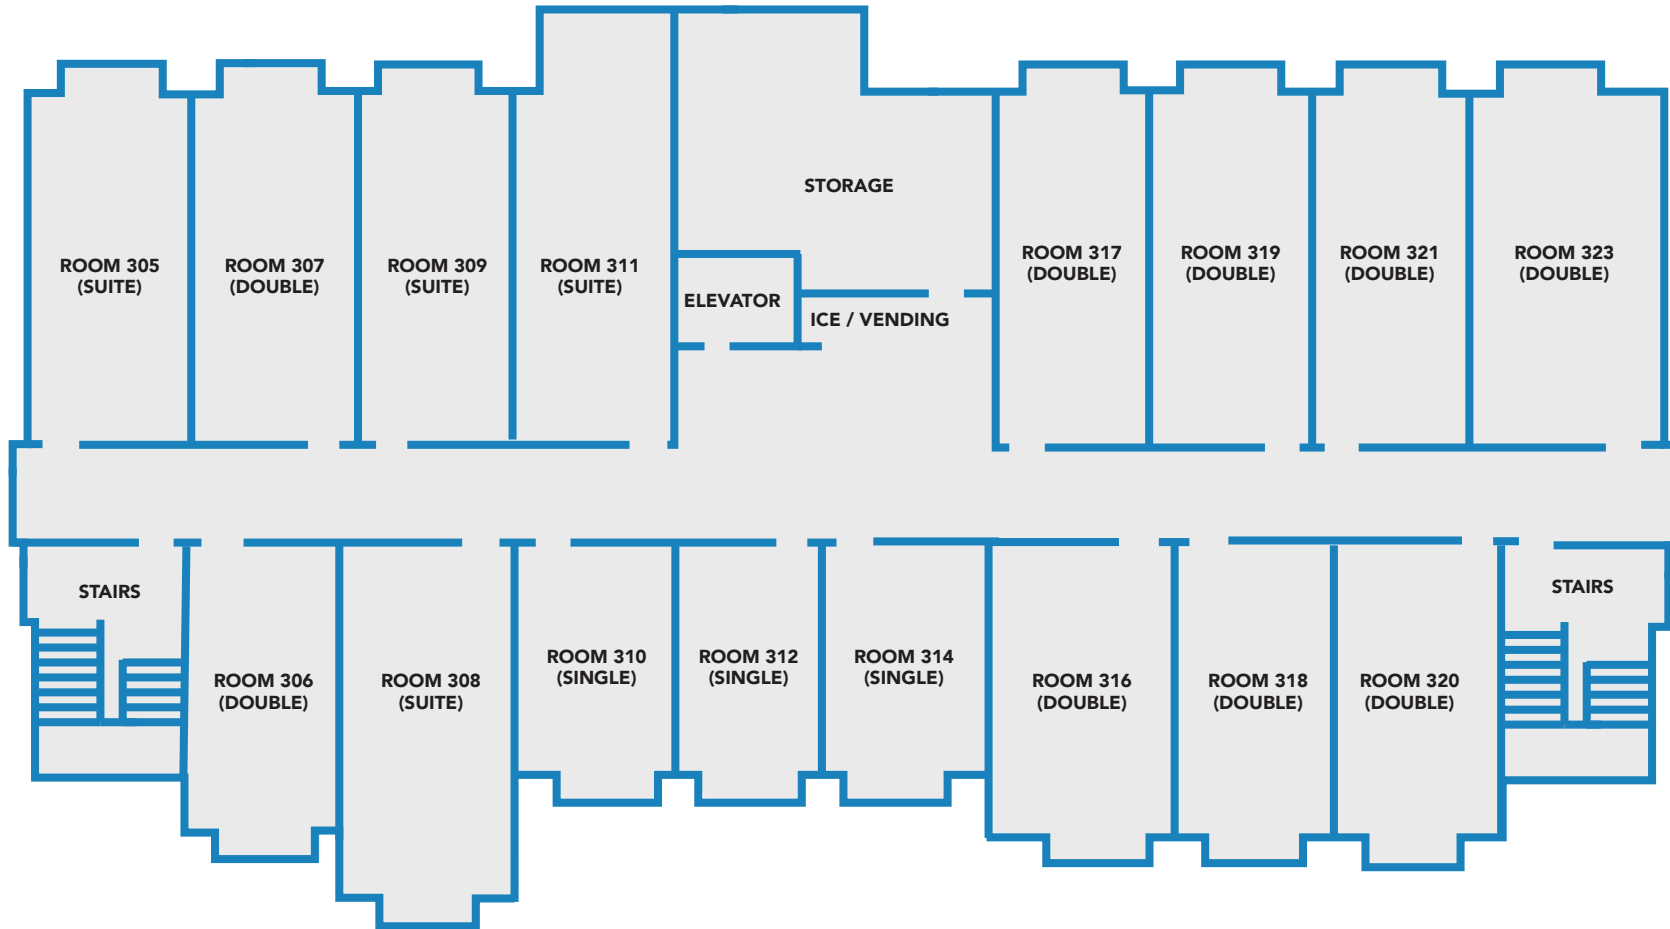 STORAGE
ROOM 305
(SUITE)
ROOM 307
(DOUBLE)
ROOM 309
(SUITE)
ROOM 311
(SUITE)
ELEVATOR
ICE / VENDING
ROOM 317
(DOUBLE)
ROOM 319
(DOUBLE)
ROOM 321
(DOUBLE)
ROOM 323
(DOUBLE)
STAIRS
ROOM 306
(DOUBLE)
ROOM 308
(SUITE)
ROOM 310
(SINGLE)
ROOM 312
(SINGLE)
ROOM 314
(SINGLE)
ROOM 316
(DOUBLE)
ROOM 318
(DOUBLE)
ROOM 320
(DOUBLE)
STAIRS